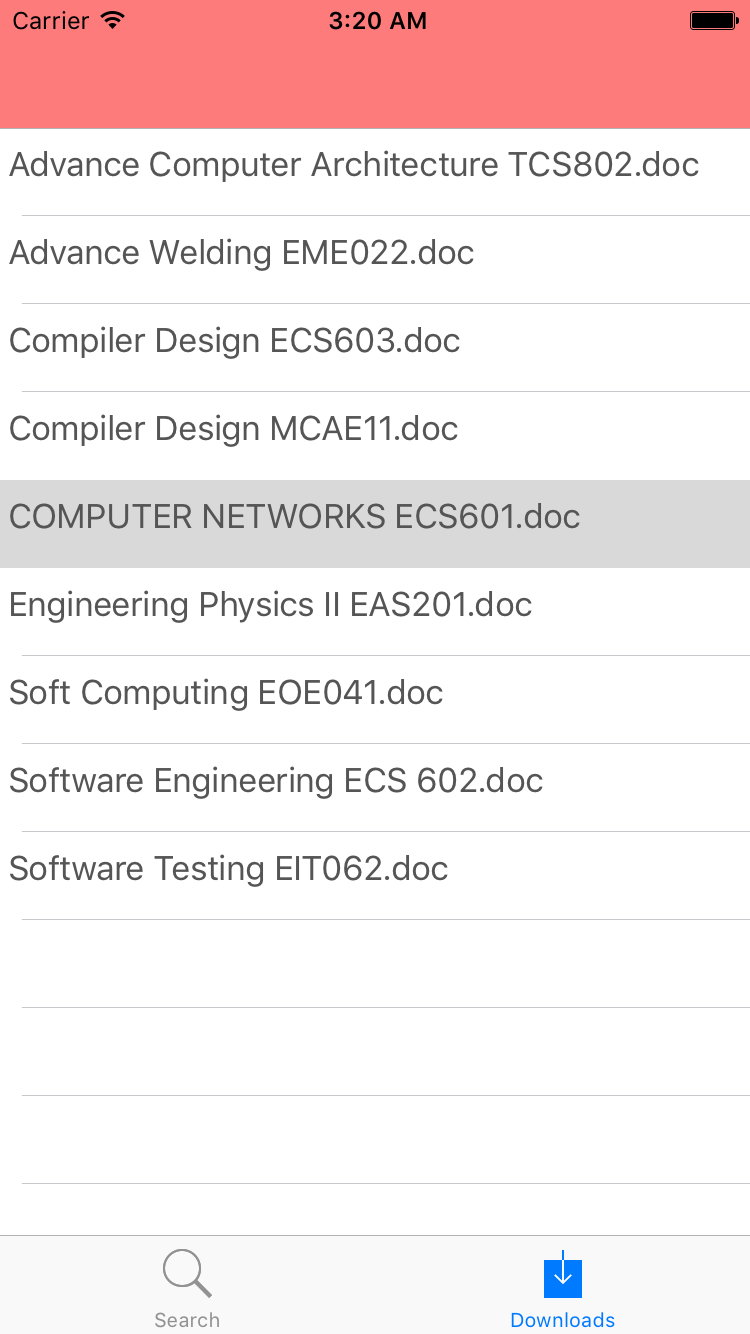 Carrier 3:20 AM
Advance Computer Architecture TCS802.doc
Advance Welding EME022.doc
Compiler Design ECS603.doc
Compiler Design MCAE11.doc
COMPUTER NETWORKS ECS601.doc
Engineering Physics II EAS201.doc
Soft Computing EOE041.doc
Software Engineering ECS 602.doc
Software Testing EIT062.doc
Search Downloads